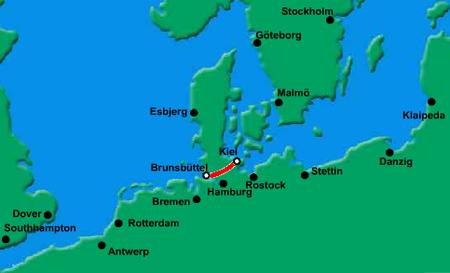 Stockholm
Göteborg
Malmö
Esbjerg
Klaipeda
Kiel
Danzig
Brunsbüttel
Stettin
Rostock
Hamburg
Bremen
Dover
Rotterdam
Southhampton
Antwerp